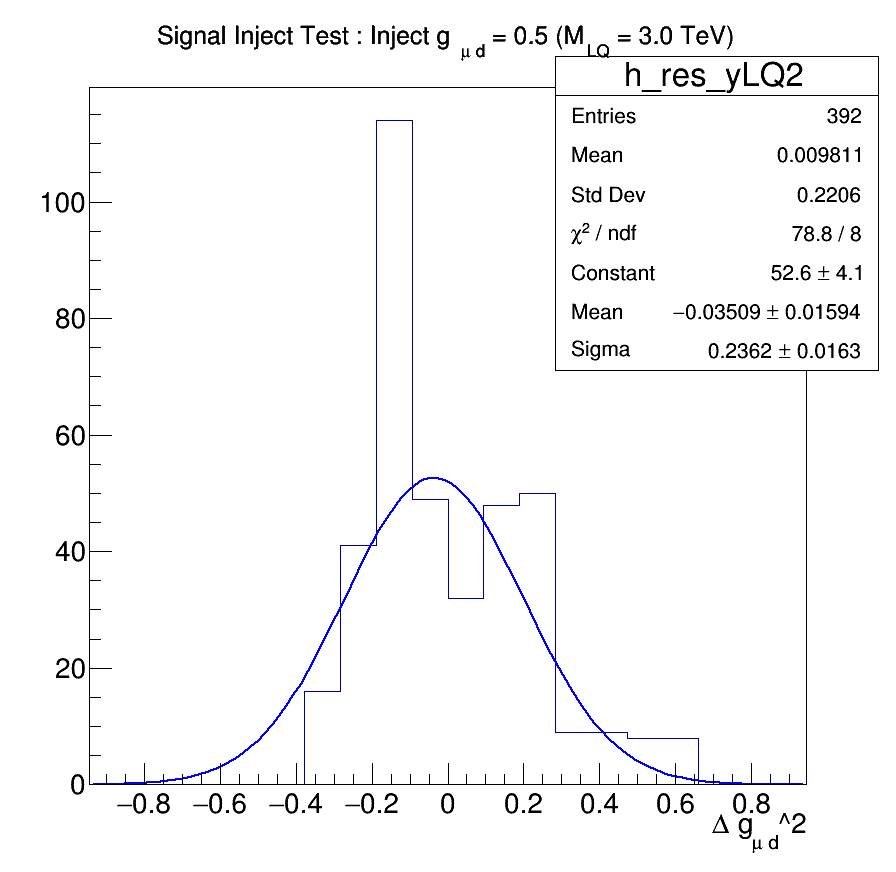 Signal Inject Test : Inject g μ d = 0.5 (M LQ = 3.0 TeV)
h_res_yLQ2
Entries 392
Mean 0.009811
Std Dev 0.2206
χ² / ndf 78.8 / 8
Constant 52.6 ± 4.1
Mean −0.03509 ± 0.01594
Sigma 0.2362 ± 0.0163
100
80
60
40
20
0
−0.8 −0.6 −0.4 −0.2 0 0.2 0.4 0.6 0.8
Δ g μ d ^2